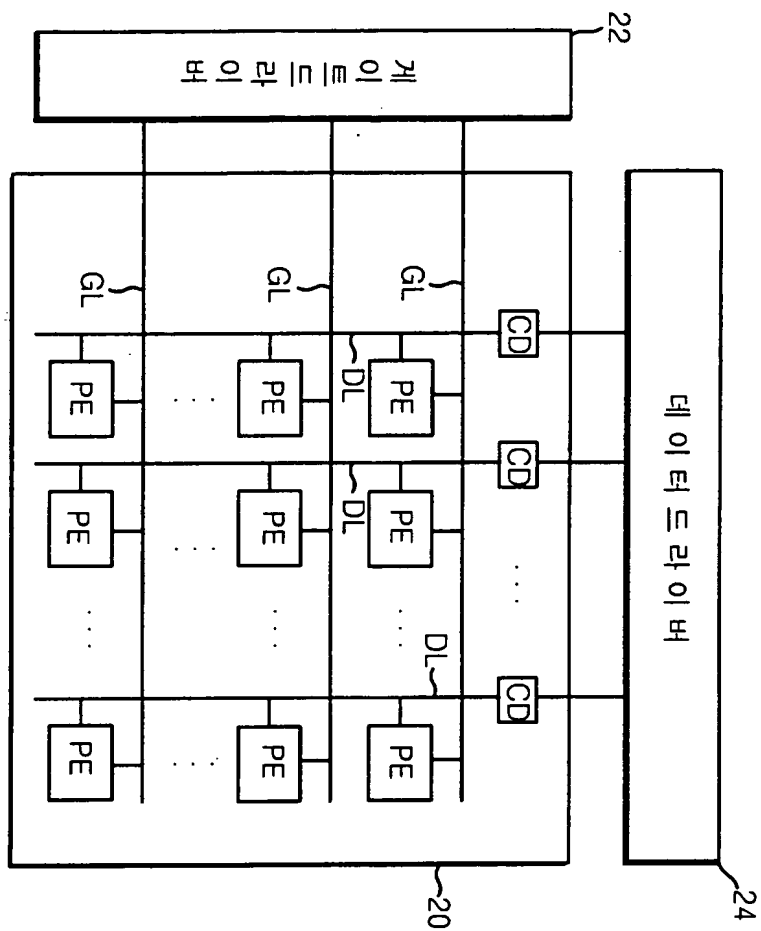 24
데이터드라이버
22
게이트드라이버
CD CD ... CD
DL
20
GL
PE PE ... PE
DL DL
GL
PE PE ... PE
GL
PE PE ... PE